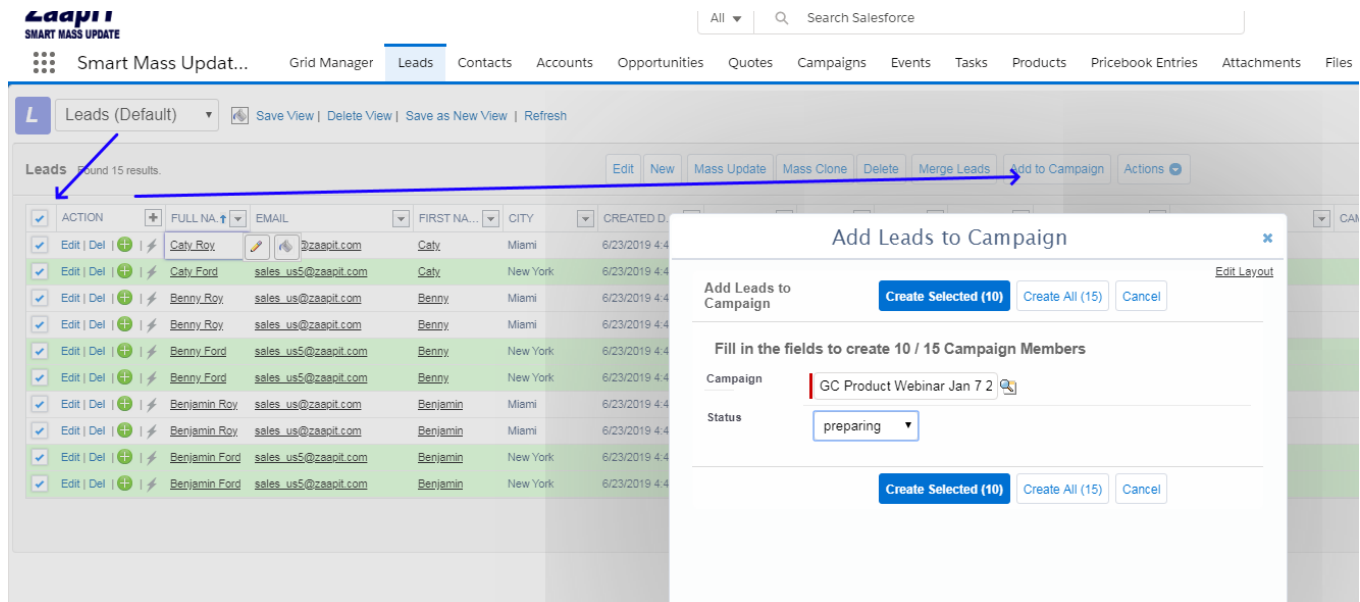 ZaapIT
SMART MASS UPDATE
All
Search Salesforce
Smart Mass Updat... Grid Manager Leads Contacts Accounts Opportunities Quotes Campaigns Events Tasks Products Pricebook Entries Attachments Files
L Leads (Default) Save View | Delete View | Save as New View | Refresh
Leads Found 15 results. Edit New Mass Update Mass Clone Delete Merge Leads Add to Campaign Actions
ACTION FULL NA. EMAIL FIRST NA... CITY CREATED D. CAM
Edit | Del | Caty Roy @zaapit.com Caty Miami 6/23/2019 4:4
Edit | Del | Caty Ford sales_us5@zaapit.com Caty New York 6/23/2019 4:4
Edit | Del | Benny Roy sales_us@zaapit.com Benny Miami 6/23/2019 4:4
Edit | Del | Benny Roy sales_us@zaapit.com Benny Miami 6/23/2019 4:4
Edit | Del | Benny Ford sales_us5@zaapit.com Benny New York 6/23/2019 4:4
Edit | Del | Benny Ford sales_us5@zaapit.com Benny New York 6/23/2019 4:4
Edit | Del | Benjamin Roy sales_us@zaapit.com Benjamin Miami 6/23/2019 4:4
Edit | Del | Benjamin Roy sales_us@zaapit.com Benjamin Miami 6/23/2019 4:4
Edit | Del | Benjamin Ford sales_us5@zaapit.com Benjamin New York 6/23/2019 4:4
Edit | Del | Benjamin Ford sales_us5@zaapit.com Benjamin New York 6/23/2019 4:4
Add Leads to Campaign
Edit Layout
Add Leads to
Campaign
Create Selected (10) Create All (15) Cancel
Fill in the fields to create 10 / 15 Campaign Members
Campaign GC Product Webinar Jan 7 2
Status preparing
Create Selected (10) Create All (15) Cancel